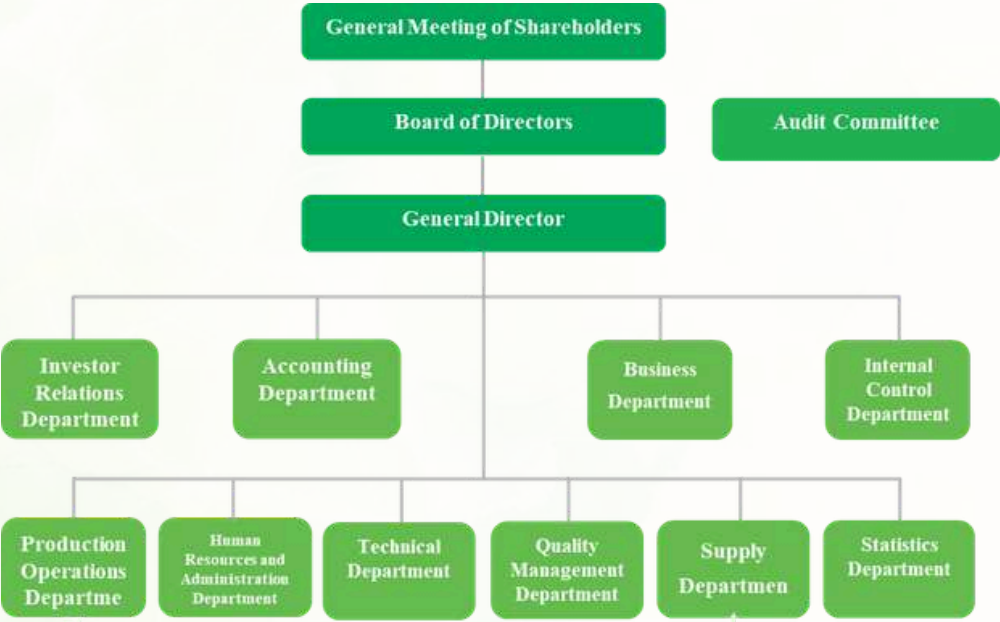 General Meeting of Shareholders
Board of Directors
Audit Committee
General Director
Investor
Relations
Department
Accounting
Department
Business
Department
Internal
Control
Department
Production
Operations
Departme
Human
Resources and
Administration
Department
Technical
Department
Quality
Management
Department
Supply
Departmen
Statistics
Department